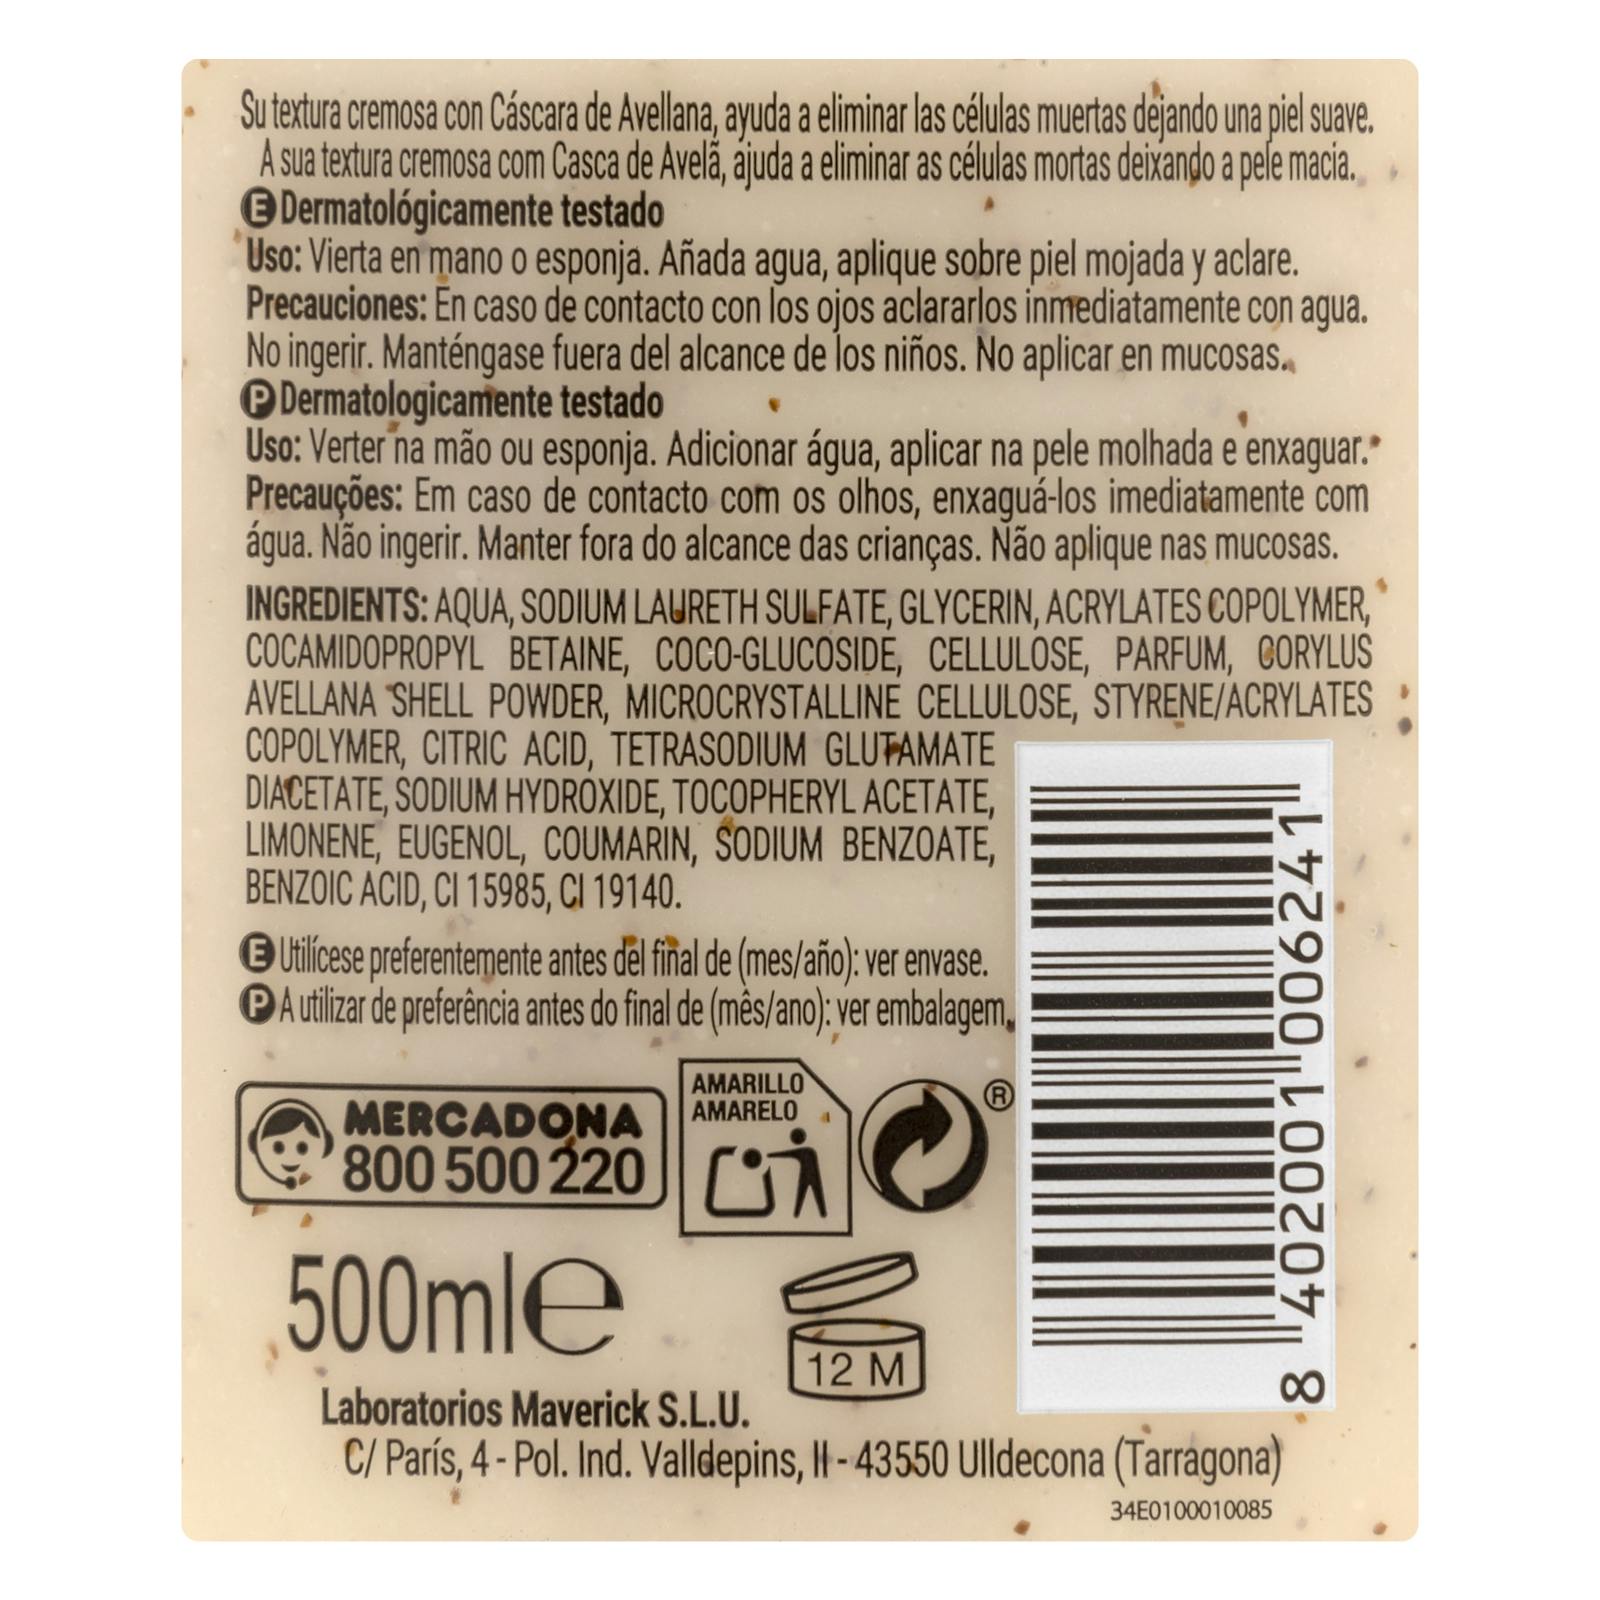 Su textura cremosa con Cáscara de Avellana, ayuda a eliminar las células muertas dejando una piel suave.
A sua textura cremosa com Casca de Avelã, ajuda a eliminar as células mortas deixando a pele macia.
E Dermatológicamente testado
Uso: Vierta en mano o esponja. Añada agua, aplique sobre piel mojada y aclare.
Precauciones: En caso de contacto con los ojos aclararlos inmediatamente con agua.
No ingerir. Manténgase fuera del alcance de los niños. No aplicar en mucosas.
P Dermatologicamente testado
Uso: Verter na mão ou esponja. Adicionar água, aplicar na pele molhada e enxaguar.
Precauções: Em caso de contacto com os olhos, enxaguá-los imediatamente com
água. Não ingerir. Manter fora do alcance das crianças. Não aplique nas mucosas.
INGREDIENTS: AQUA, SODIUM LAURETH SULFATE, GLYCERIN, ACRYLATES COPOLYMER,
COCAMIDOPROPYL BETAINE, COCO-GLUCOSIDE, CELLULOSE, PARFUM, CORYLUS
AVELLANA SHELL POWDER, MICROCRYSTALLINE CELLULOSE, STYRENE/ACRYLATES
COPOLYMER, CITRIC ACID, TETRASODIUM GLUTAMATE
DIACETATE, SODIUM HYDROXIDE, TOCOPHERYL ACETATE,
LIMONENE, EUGENOL, COUMARIN, SODIUM BENZOATE,
BENZOIC ACID, CI 15985, CI 19140.
E Utilícese preferentemente antes del final de (mes/año): ver envase.
P A utilizar de preferência antes do final de (mês/ano): ver embalagem.
MERCADONA
800 500 220
AMARILLO
AMARELO
®
500ml e
12 M
8 402001 006241
Laboratorios Maverick S.L.U.
C/ París, 4 - Pol. Ind. Valldepins, II - 43550 Ulldecona (Tarragona)
34E0100010085